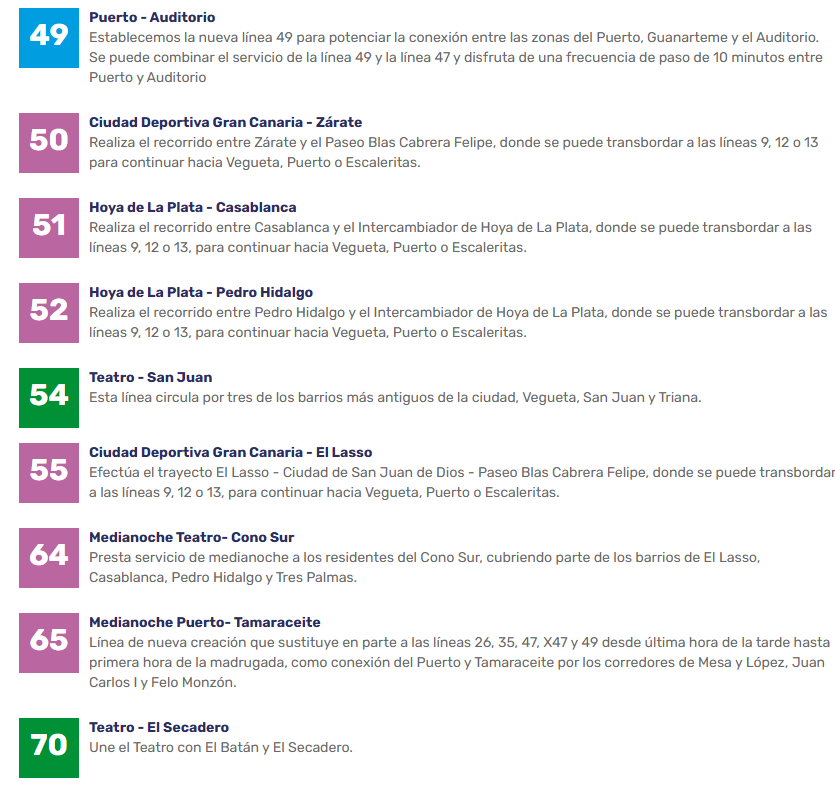 49
Puerto - Auditorio
Establecemos la nueva línea 49 para potenciar la conexión entre las zonas del Puerto, Guanarteme y el Auditorio.
Se puede combinar el servicio de la línea 49 y la línea 47 y disfruta de una frecuencia de paso de 10 minutos entre
Puerto y Auditorio
50
Ciudad Deportiva Gran Canaria - Zárate
Realiza el recorrido entre Zárate y el Paseo Blas Cabrera Felipe, donde se puede transbordar a las líneas 9, 12 o 13
para continuar hacia Vegueta, Puerto o Escaleritas.
51
Hoya de La Plata - Casablanca
Realiza el recorrido entre Casablanca y el Intercambiador de Hoya de La Plata, donde se puede transbordar a las
líneas 9, 12 o 13, para continuar hacia Vegueta, Puerto o Escaleritas.
52
Hoya de La Plata - Pedro Hidalgo
Realiza el recorrido entre Pedro Hidalgo y el Intercambiador de Hoya de La Plata, donde se puede transbordar a las
líneas 9, 12 o 13, para continuar hacia Vegueta, Puerto o Escaleritas.
54
Teatro - San Juan
Esta línea circula por tres de los barrios más antiguos de la ciudad, Vegueta, San Juan y Triana.
55
Ciudad Deportiva Gran Canaria - El Lasso
Efectúa el trayecto El Lasso - Ciudad de San Juan de Dios - Paseo Blas Cabrera Felipe, donde se puede transbordar
a las líneas 9, 12 o 13, para continuar hacia Vegueta, Puerto o Escaleritas.
64
Medianoche Teatro- Cono Sur
Presta servicio de medianoche a los residentes del Cono Sur, cubriendo parte de los barrios de El Lasso,
Casablanca, Pedro Hidalgo y Tres Palmas.
65
Medianoche Puerto- Tamaraceite
Línea de nueva creación que sustituye en parte a las líneas 26, 35, 47, X47 y 49 desde última hora de la tarde hasta
primera hora de la madrugada, como conexión del Puerto y Tamaraceite por los corredores de Mesa y López, Juan
Carlos I y Felo Monzón.
70
Teatro - El Secadero
Une el Teatro con El Batán y El Secadero.